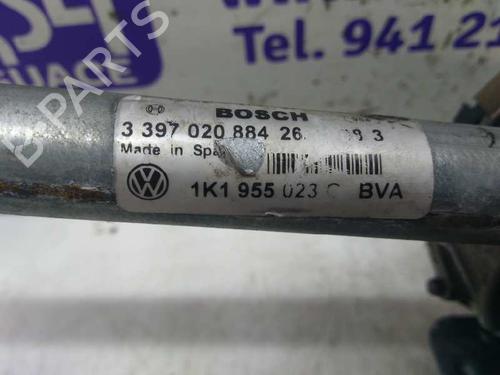 B-PARTS
Tel. 941 21
BOSCH
3 397 020 884 26
Made in Spa
1K1 955 023 C BVA